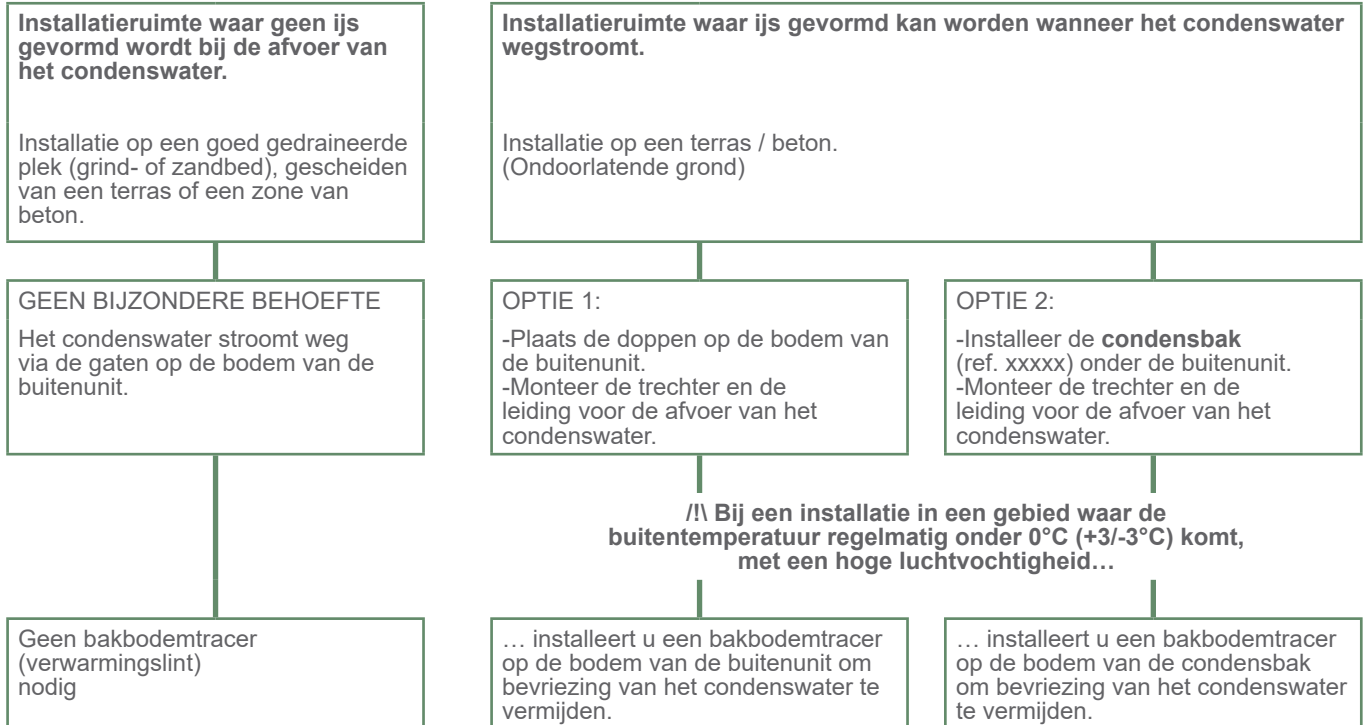 Installatieruimte waar geen ijs
gevormd wordt bij de afvoer van
het condenswater.
Installatie op een goed gedraineerde
plek (grind- of zandbed), gescheiden
van een terras of een zone van
beton.
Installatieruimte waar ijs gevormd kan worden wanneer het condenswater
wegstroomt.
Installatie op een terras / beton.
(Ondoorlatende grond)
GEEN BIJZONDERE BEHOEFTE
Het condenswater stroomt weg
via de gaten op de bodem van de
buitenunit.
OPTIE 1:
-Plaats de doppen op de bodem van
de buitenunit.
-Monteer de trechter en de
leiding voor de afvoer van het
condenswater.
OPTIE 2:
-Installeer de condensbak
(ref. xxxxx) onder de buitenunit.
-Monteer de trechter en de
leiding voor de afvoer van het
condenswater.
/!\ Bij een installatie in een gebied waar de
buitentemperatuur regelmatig onder 0°C (+3/-3°C) komt,
met een hoge luchtvochtigheid…
Geen bakbodemtracer
(verwarmingslint)
nodig
… installeert u een bakbodemtracer
op de bodem van de buitenunit om
bevriezing van het condenswater te
vermijden.
… installeert u een bakbodemtracer
op de bodem van de condensbak
om bevriezing van het condenswater
te vermijden.